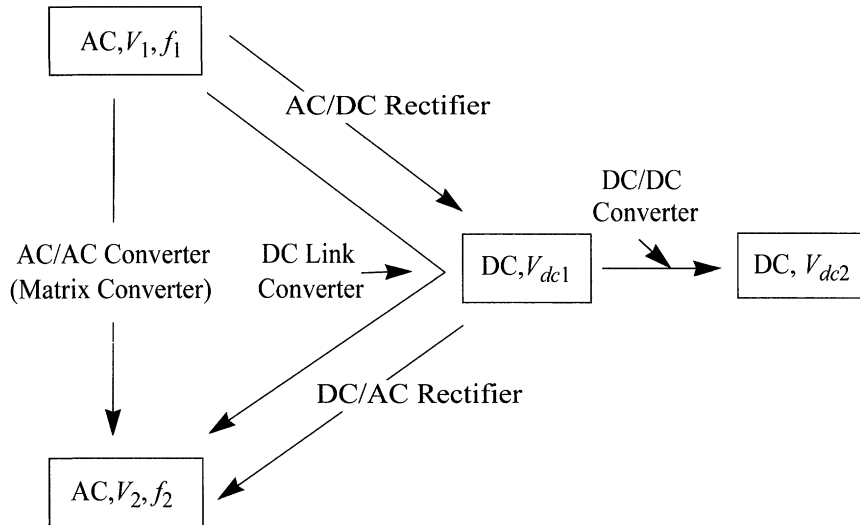 AC,V1,f1
AC/DC Rectifier
DC/DC
Converter
AC/AC Converter
(Matrix Converter)
DC Link
Converter
DC,Vdc1
DC, Vdc2
DC/AC Rectifier
AC,V2,f2